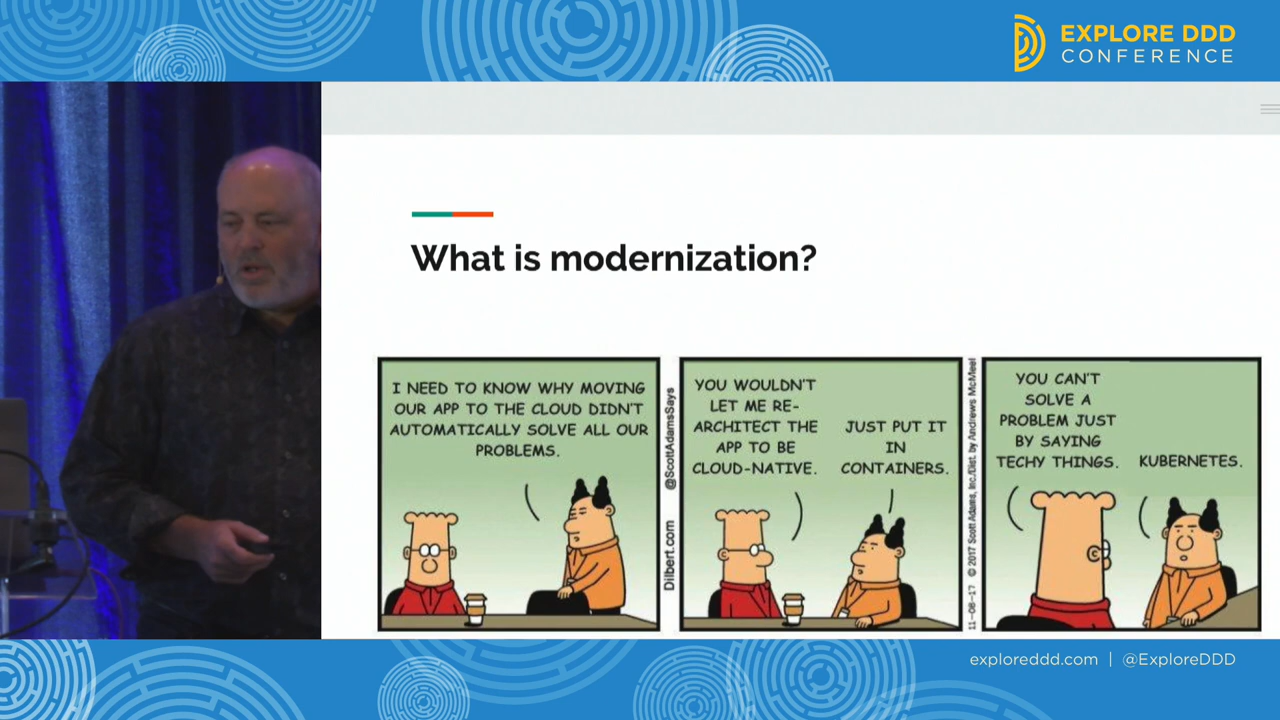 EXPLORE DDD
CONFERENCE
What is modernization?
I NEED TO KNOW WHY MOVING
OUR APP TO THE CLOUD DIDN'T
AUTOMATICALLY SOLVE ALL OUR
PROBLEMS.
Dilbert.com @ScottAdamsSays
YOU WOULDN'T
LET ME RE-
ARCHITECT THE
APP TO BE
CLOUD-NATIVE.
JUST PUT IT
IN
CONTAINERS.
11-08-17 © 2017 Scott Adams, Inc./Dist. by Andrews McMeel
YOU CAN'T
SOLVE A
PROBLEM JUST
BY SAYING
TECHY THINGS.
KUBERNETES.
exploreddd.com | @ExploreDDD